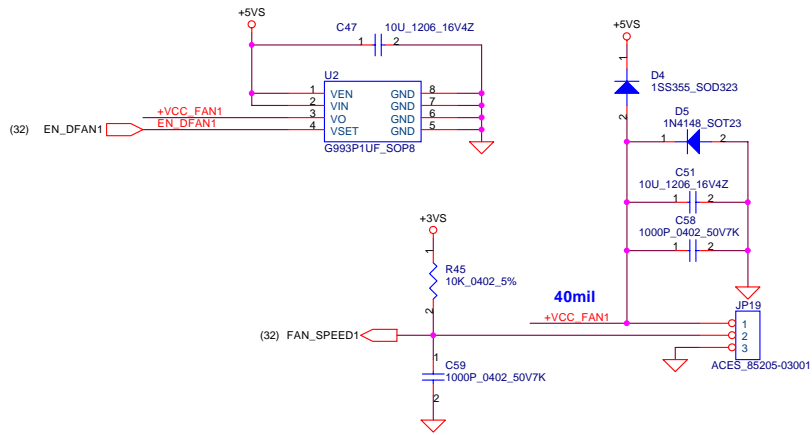 +5VS
C47
10U_1206_16V4Z
1
2
U2
1 VEN GND 8
2 VIN GND 7
3 VO GND 6
4 VSET GND 5
G993P1UF_SOP8
+VCC_FAN1
(32) EN_DFAN1
EN_DFAN1
+5VS
1
D4
1SS355_SOD323
2
D5
1N4148_SOT23
1
2
C51
10U_1206_16V4Z
1
2
C58
1000P_0402_50V7K
1
2
+3VS
1
R45
10K_0402_5%
2
40mil
+VCC_FAN1
(32) FAN_SPEED1
1
C59
1000P_0402_50V7K
2
JP19
1
2
3
ACES_85205-03001